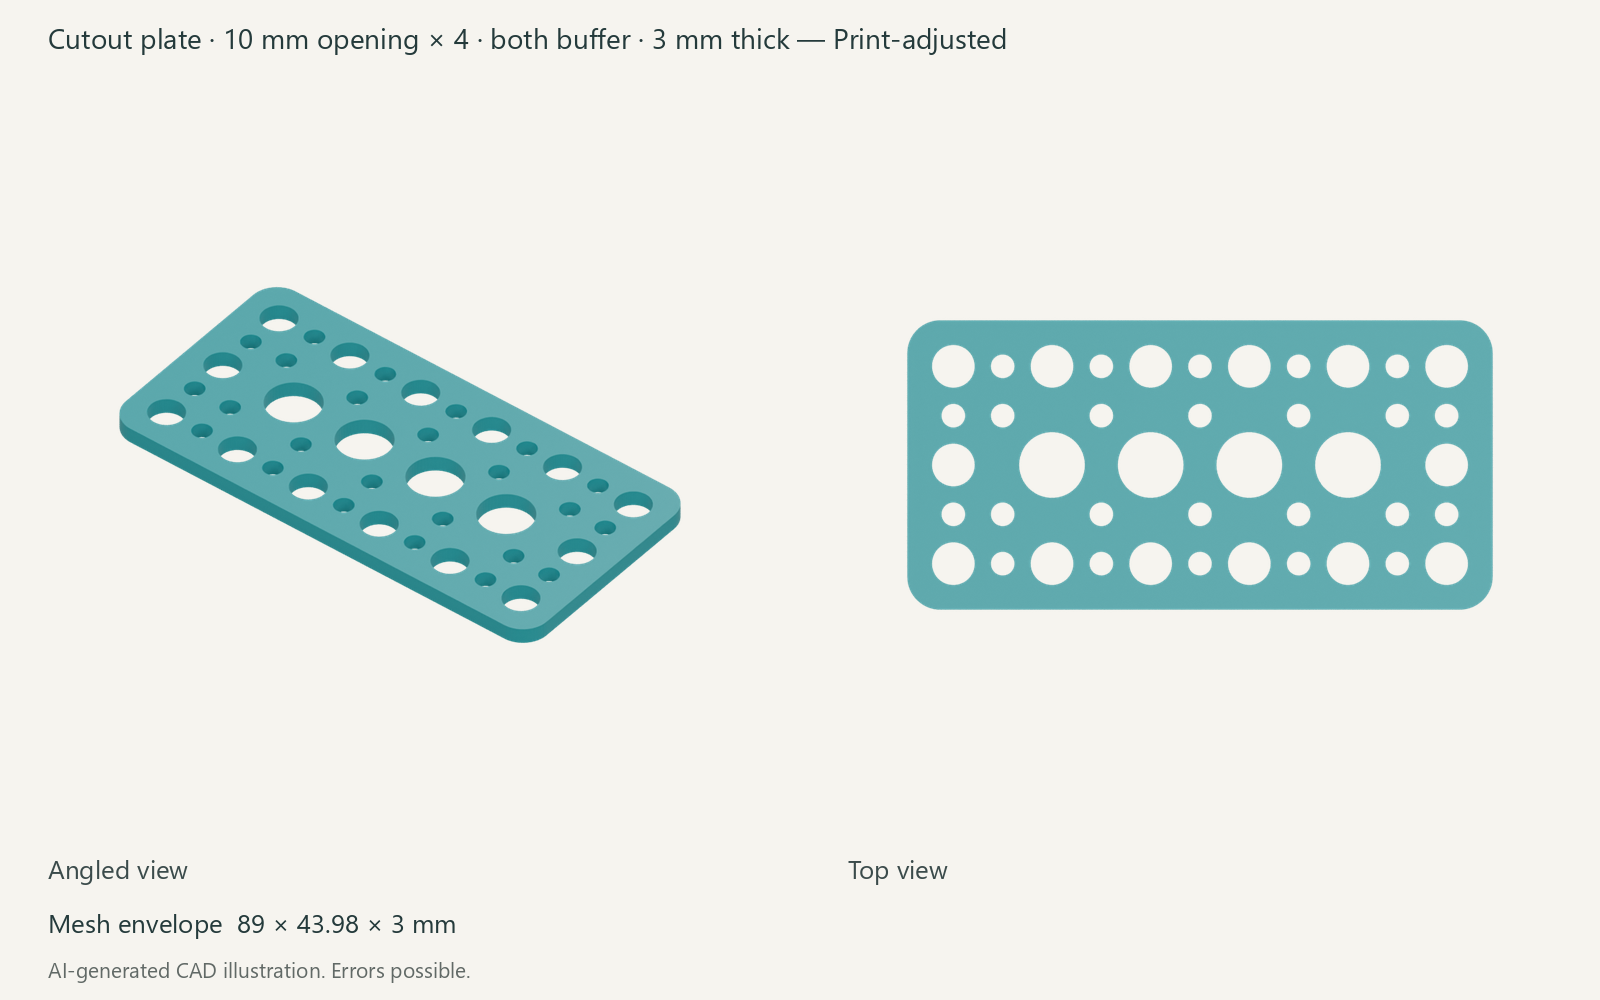 Cutout plate · 10 mm opening × 4 · both buffer · 3 mm thick — Print-adjusted
Angled view
Top view
Mesh envelope 89 × 43.98 × 3 mm
AI-generated CAD illustration. Errors possible.